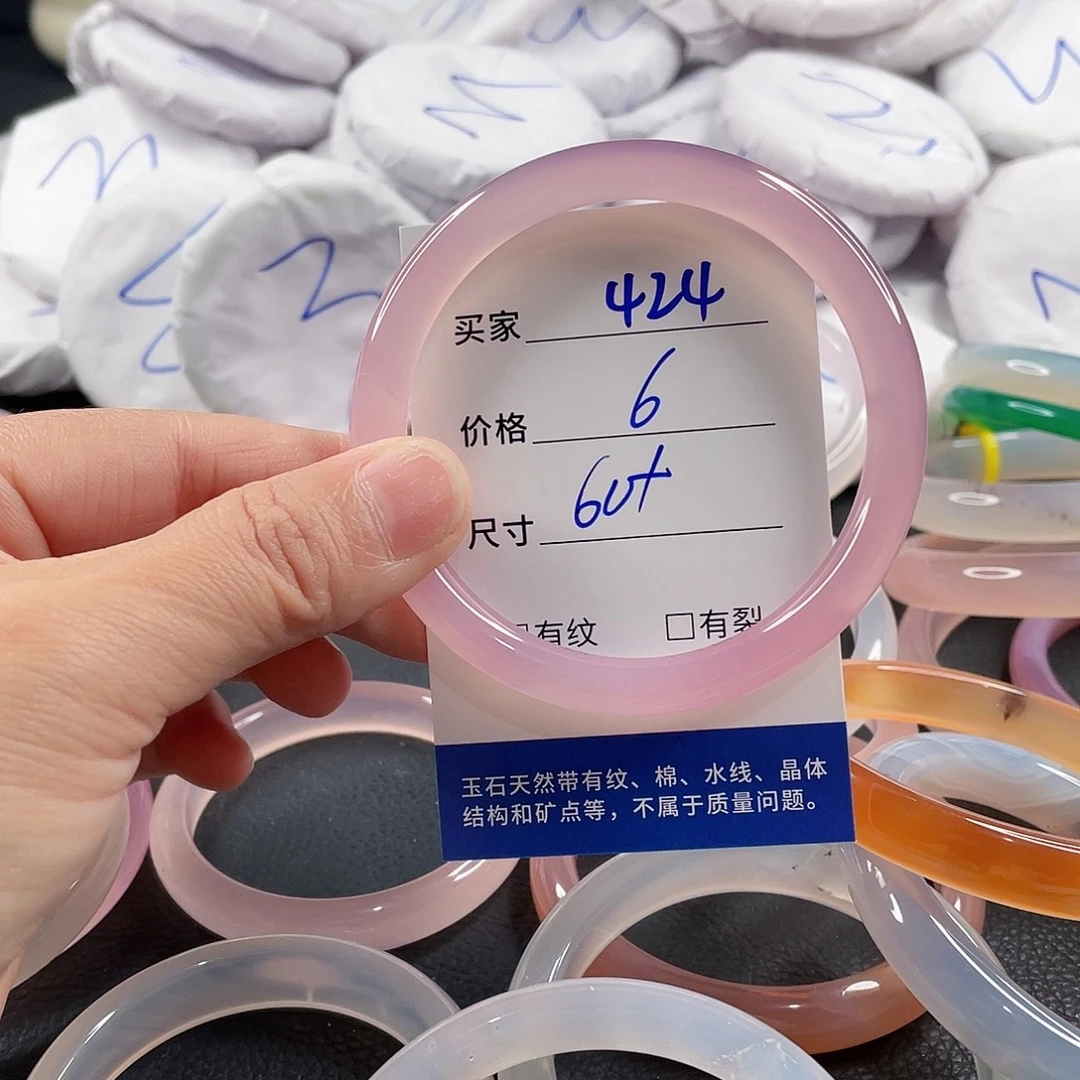 买家 424
价格 6
尺寸 60+
□有纹 □有裂
玉石天然带有纹、棉、水线、晶体
结构和矿点等，不属于质量问题。